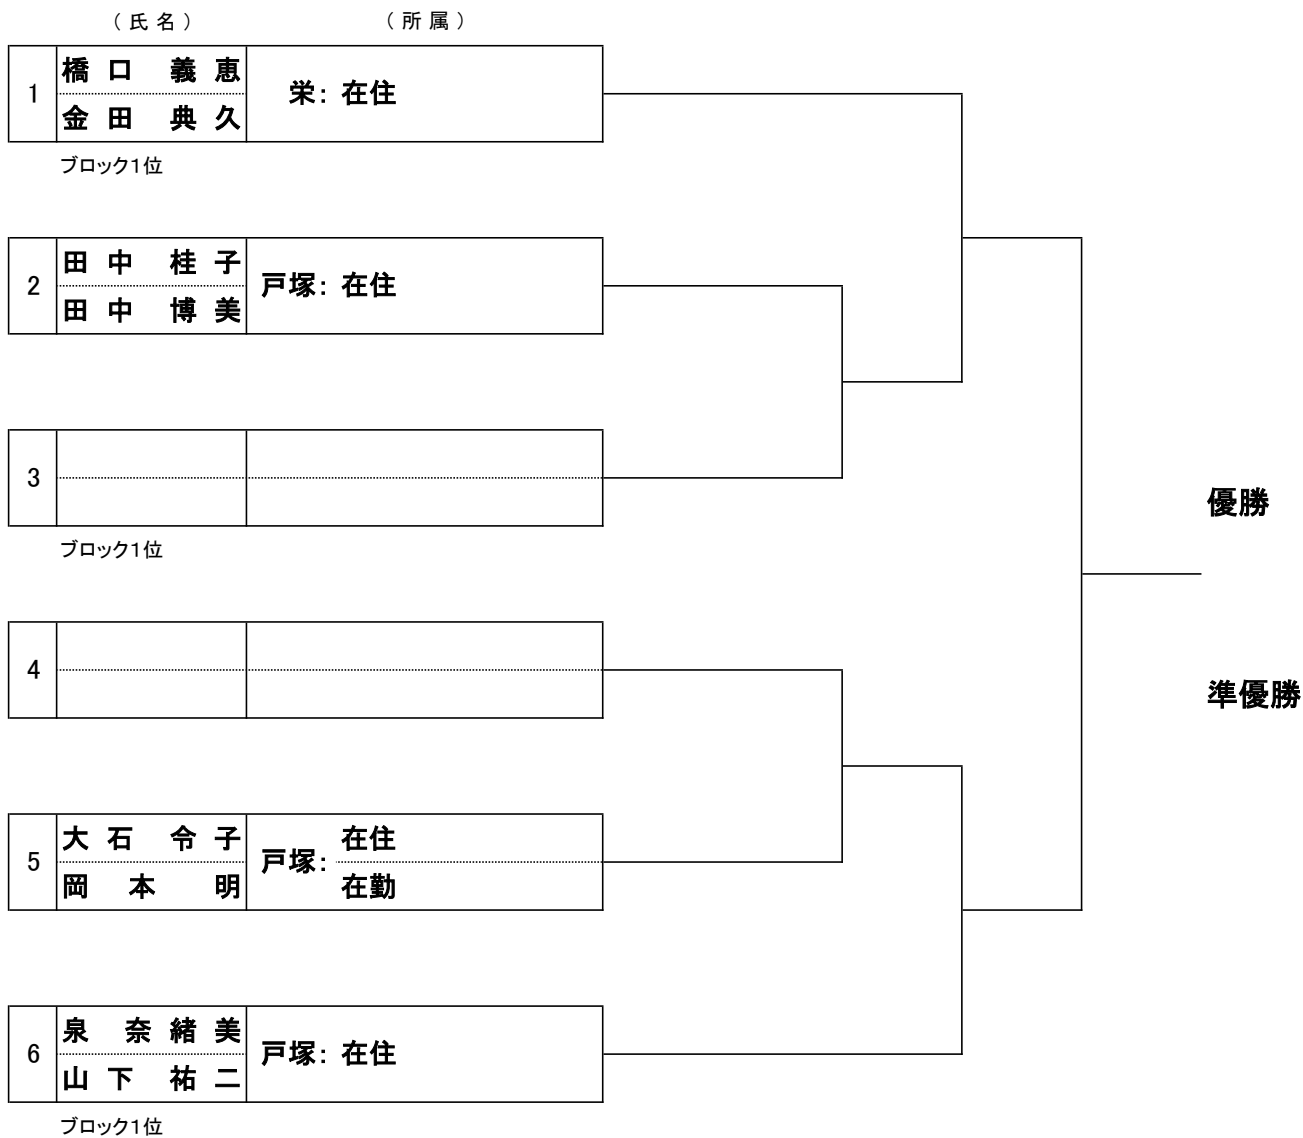 （氏名） （所属）
1 橋口 義恵 栄：在住
金田 典久
ブロック1位
2 田中 桂子 戸塚：在住
田中 博美
3
ブロック1位
優勝
4
準優勝
5 大石 令子 戸塚：在住
岡本 明 在勤
6 泉 奈緒美 戸塚：在住
山下 祐二
ブロック1位